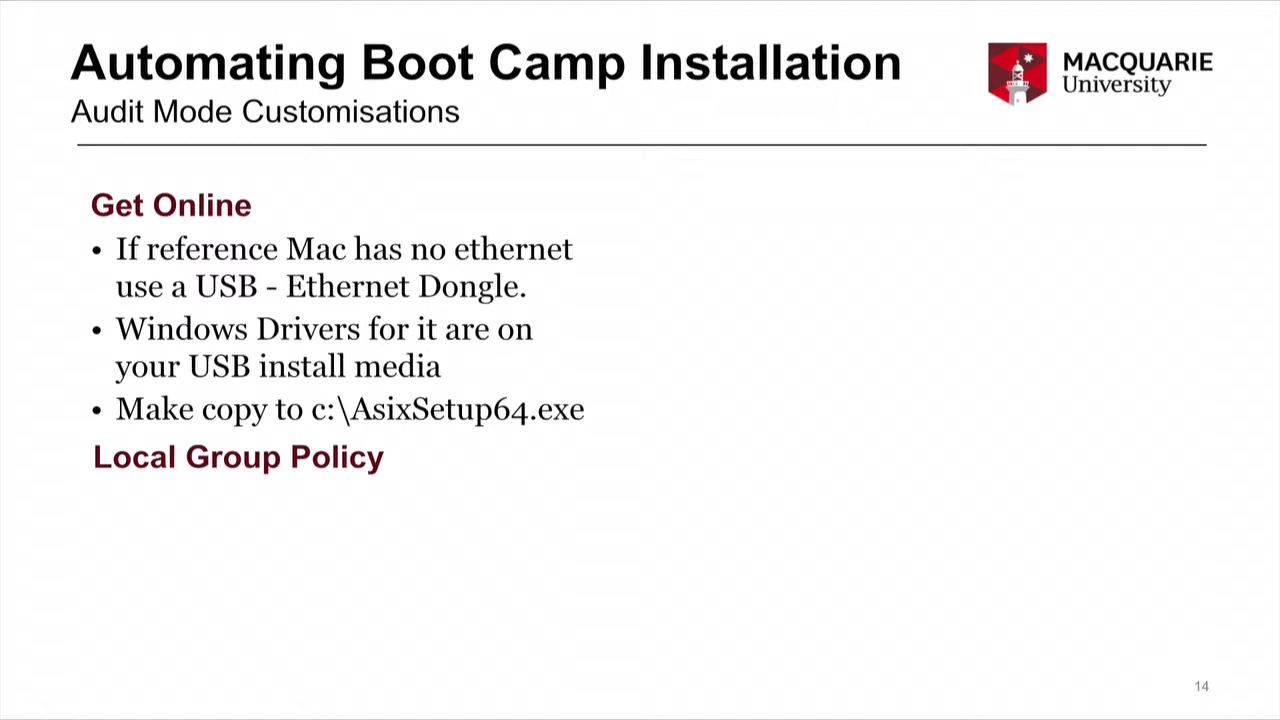 Automating Boot Camp Installation
Audit Mode Customisations
MACQUARIE
University
Get Online
• If reference Mac has no ethernet
use a USB - Ethernet Dongle.
• Windows Drivers for it are on
your USB install media
• Make copy to c:\AsixSetup64.exe
Local Group Policy
14